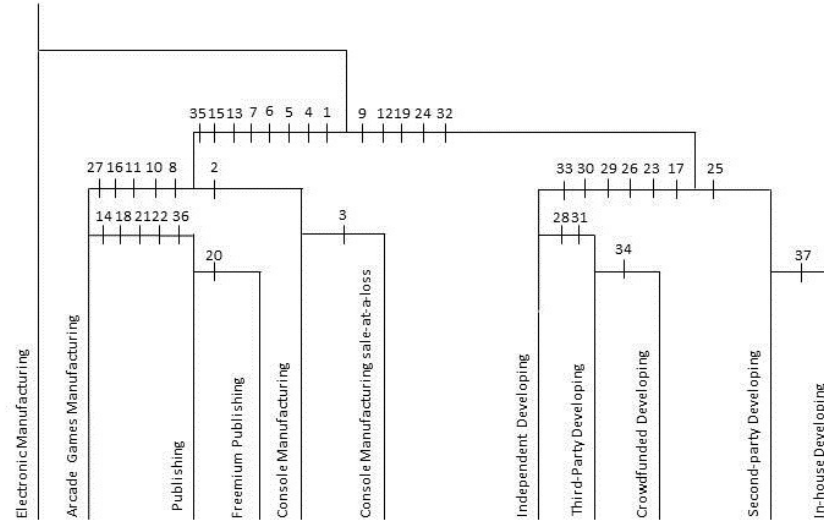 35 15 13 7 6 5 4 1 9 12 19 24 32
27 16 11 10 8 2 33 30 29 26 23 17 25
14 18 21 22 36 3 28 31
20 34 37
Electronic Manufacturing
Arcade Games Manufacturing
Publishing
Freemium Publishing
Console Manufacturing
Console Manufacturing sale-at-a-loss
Independent Developing
Third-Party Developing
Crowdfunded Developing
Second-party Developing
In-house Developing